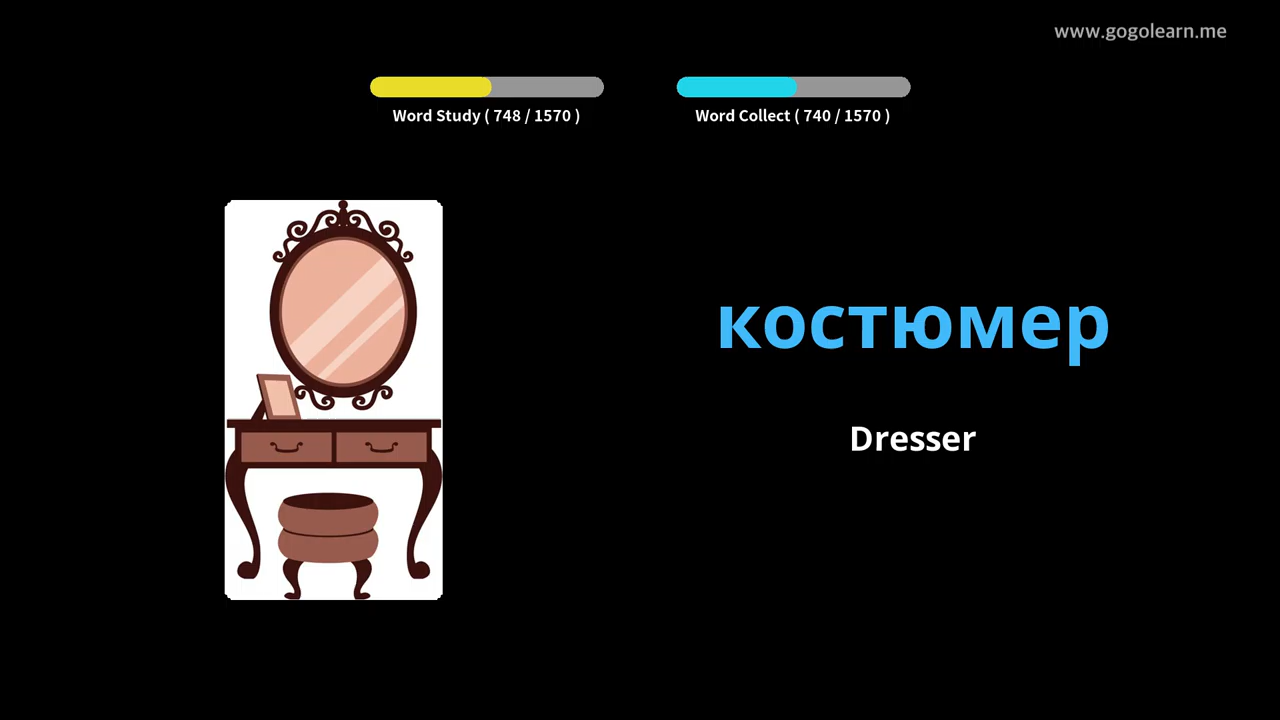 www.gogolearn.me
Word Study ( 748 / 1570 )
Word Collect ( 740 / 1570 )
костюмер
Dresser